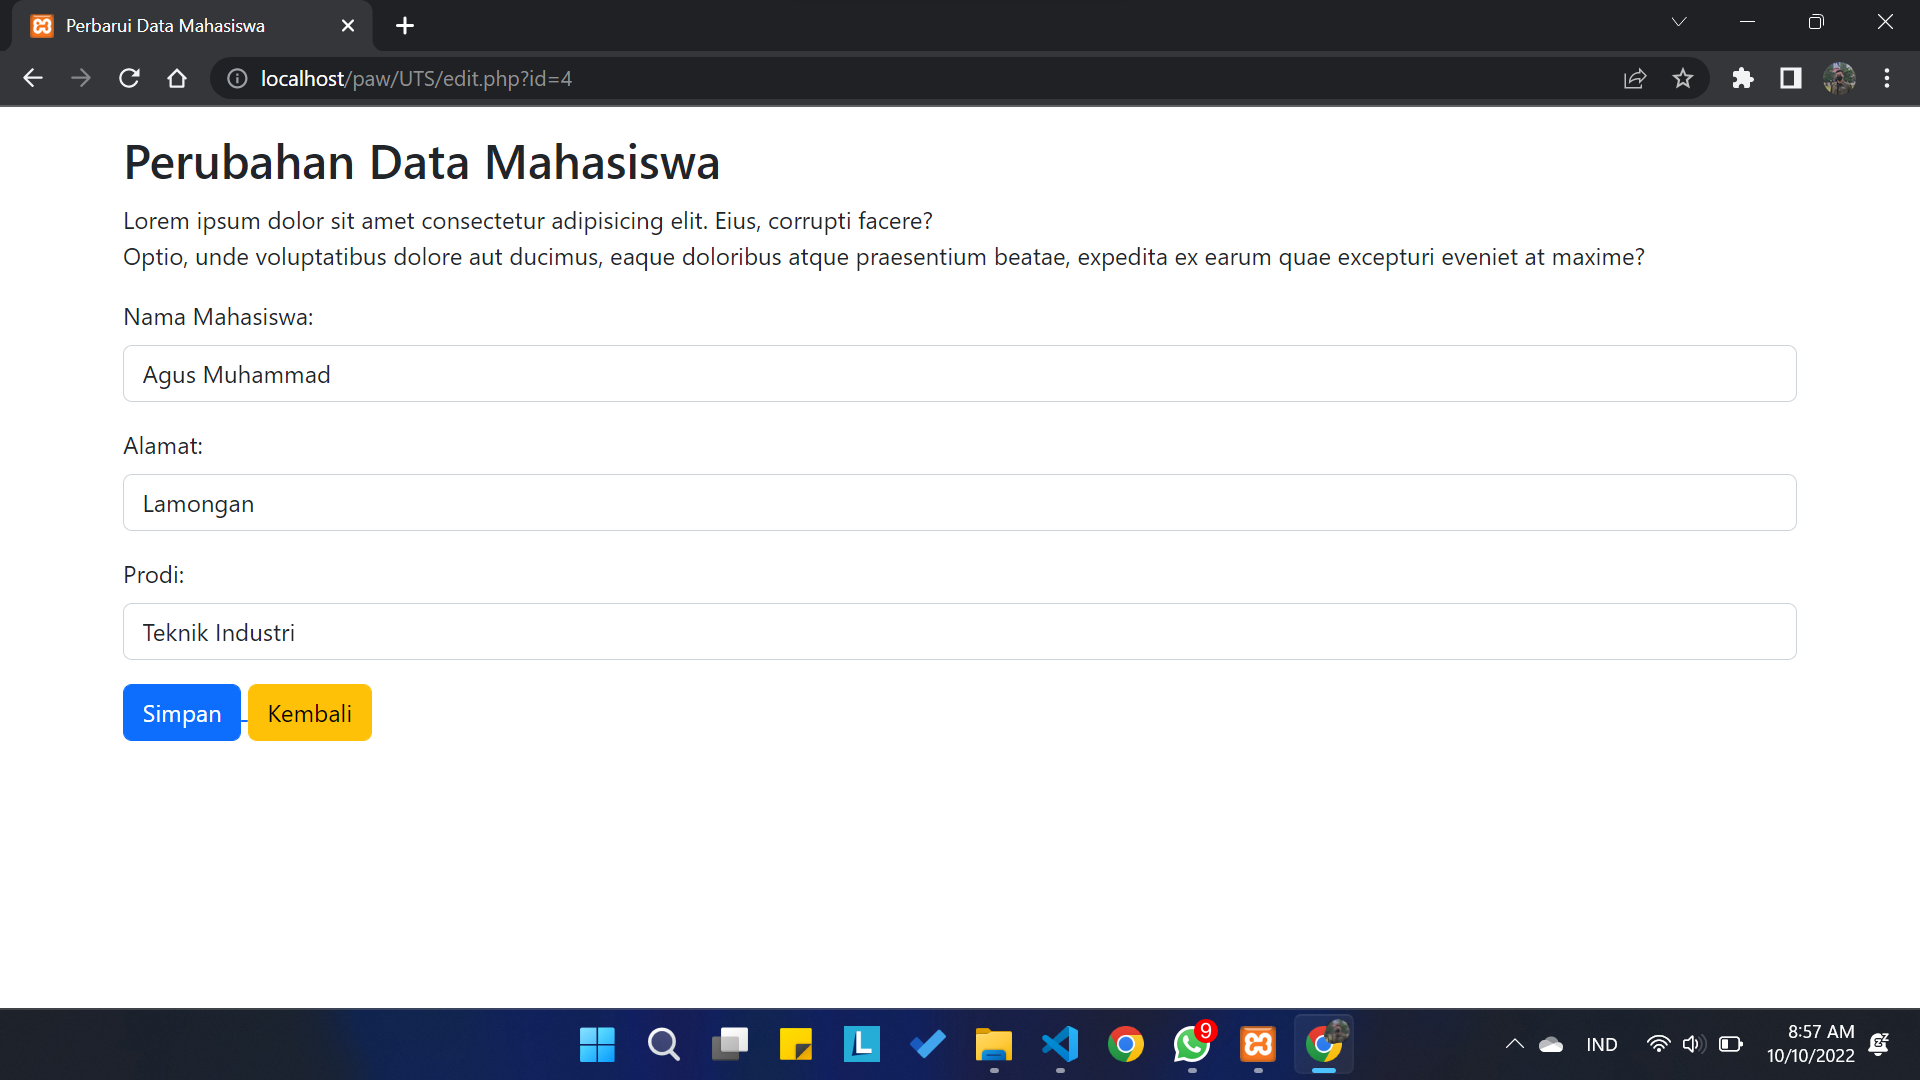 Perbarui Data Mahasiswa
localhost/paw/UTS/edit.php?id=4
Perubahan Data Mahasiswa
Lorem ipsum dolor sit amet consectetur adipisicing elit. Eius, corrupti facere?
Optio, unde voluptatibus dolore aut ducimus, eaque doloribus atque praesentium beatae, expedita ex earum quae excepturi eveniet at maxime?
Nama Mahasiswa:
Agus Muhammad
Alamat:
Lamongan
Prodi:
Teknik Industri
Simpan Kembali
L
9
IND
8:57 AM
10/10/2022